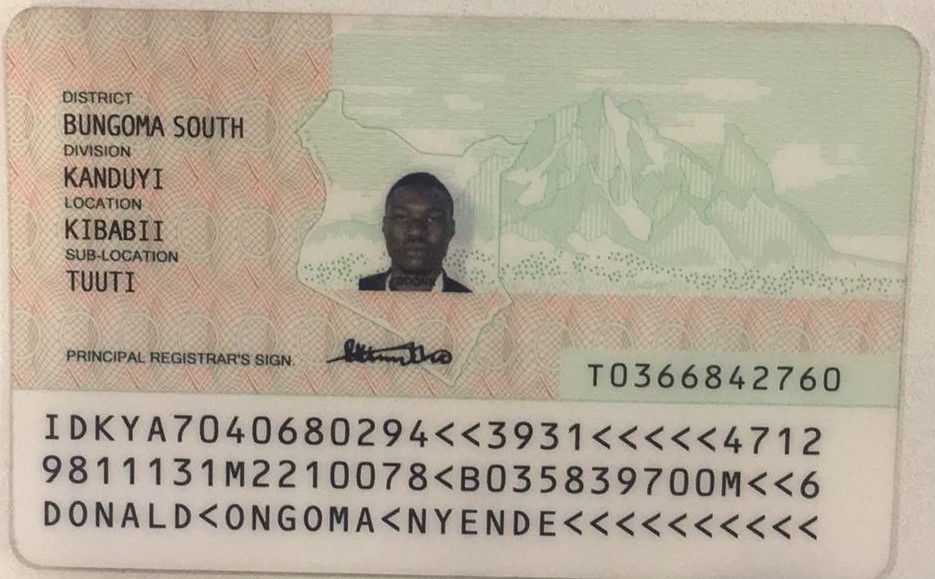 DISTRICT
BUNGOMA SOUTH
DIVISION
KANDUYI
LOCATION
KIBABII
SUB-LOCATION
TUUTI
PRINCIPAL REGISTRAR'S SIGN.
T0366842760
IDKYA7040680294<<3931<<<<<4712
9811131M2210078<B035839700M<<6
DONALD<ONGOMA<NYENDE<<<<<<<<<<